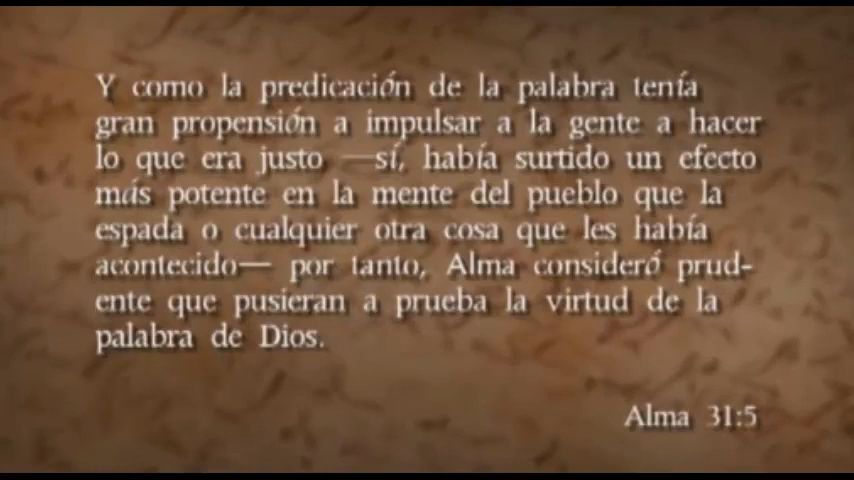 Y como la predicación de la palabra tenía
gran propensión a impulsar a la gente a hacer
lo que era justo —sí, había surtido un efecto
más potente en la mente del pueblo que la
espada o cualquier otra cosa que les había
acontecido— por tanto, Alma consideró prud-
ente que pusieran a prueba la virtud de la
palabra de Dios.
Alma 31:5